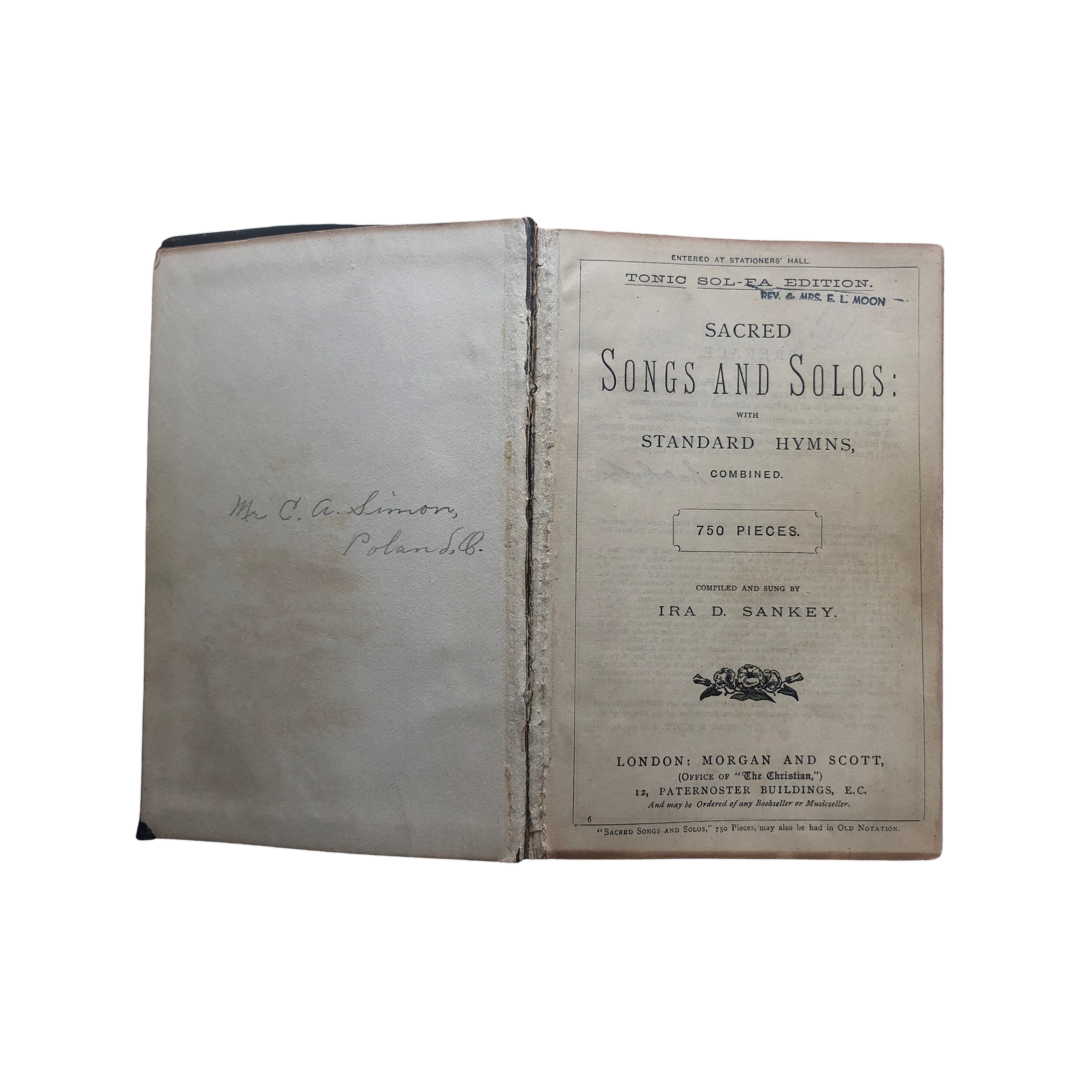 Mr C. A. Simon,
Poland, O.
ENTERED AT STATIONERS' HALL.
TONIC SOL-FA EDITION.
REV. & MRS. E. L. MOON
SACRED
SONGS AND SOLOS:
WITH
STANDARD HYMNS,
COMBINED.
750 PIECES.
COMPILED AND SUNG BY
IRA D. SANKEY.
LONDON: MORGAN AND SCOTT,
(OFFICE OF "The Christian,")
12, PATERNOSTER BUILDINGS, E.C.
And may be Ordered of any Bookseller or Musicseller.
6
"SACRED SONGS AND SOLOS," 750 Pieces, may also be had in OLD NOTATION.